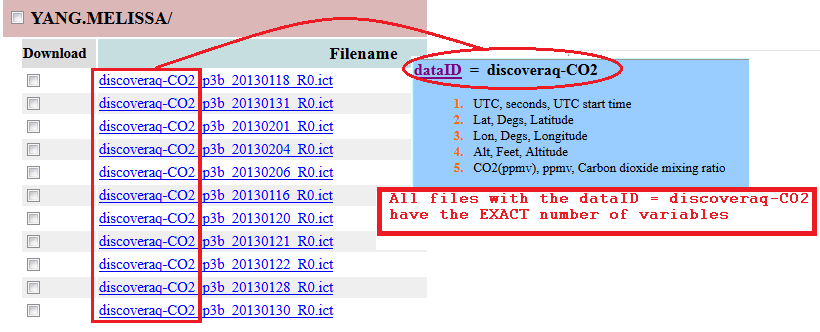 YANG.MELISSA/
Download Filename
discoveraq-CO2_p3b_20130118_R0.ict
discoveraq-CO2_p3b_20130131_R0.ict
discoveraq-CO2_p3b_20130201_R0.ict
discoveraq-CO2_p3b_20130204_R0.ict
discoveraq-CO2_p3b_20130206_R0.ict
discoveraq-CO2_p3b_20130116_R0.ict
discoveraq-CO2_p3b_20130120_R0.ict
discoveraq-CO2_p3b_20130121_R0.ict
discoveraq-CO2_p3b_20130122_R0.ict
discoveraq-CO2_p3b_20130128_R0.ict
discoveraq-CO2_p3b_20130130_R0.ict
dataID = discoveraq-CO2
1. UTC, seconds, UTC start time
2. Lat, Degs, Latitude
3. Lon, Degs, Longitude
4. Alt, Feet, Altitude
5. CO2(ppmv), ppmv, Carbon dioxide mixing ratio
All files with the dataID = discoveraq-CO2
have the EXACT number of variables